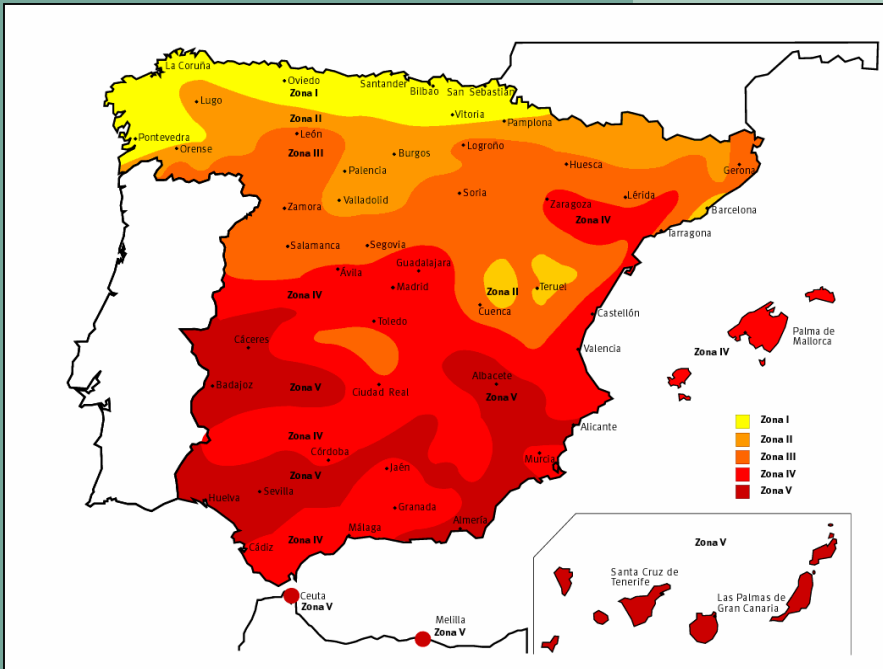 La Coruña
Oviedo
Santander
Bilbao
San Sebastián
Zona I
Lugo
Vitoria
Zona II
Pamplona
León
Pontevedra
Orense
Zona III
Burgos
Logroño
Palencia
Huesca
Gerona
Zamora
Valladolid
Soria
Zaragoza
Lérida
Barcelona
Zona IV
Tarragona
Salamanca
Segovia
Ávila
Guadalajara
Zona IV
Madrid
Zona II
Teruel
Cuenca
Toledo
Castellón
Palma de
Mallorca
Cáceres
Valencia
Zona IV
Badajoz
Zona V
Ciudad Real
Albacete
Zona V
Alicante
Zona I
Zona II
Zona III
Zona IV
Zona V
Zona IV
Córdoba
Murcia
Zona V
Jaén
Huelva
Sevilla
Granada
Málaga
Almería
Cádiz
Zona IV
Zona V
Santa Cruz de
Tenerife
Las Palmas de
Gran Canaria
Ceuta
Zona V
Melilla
Zona V